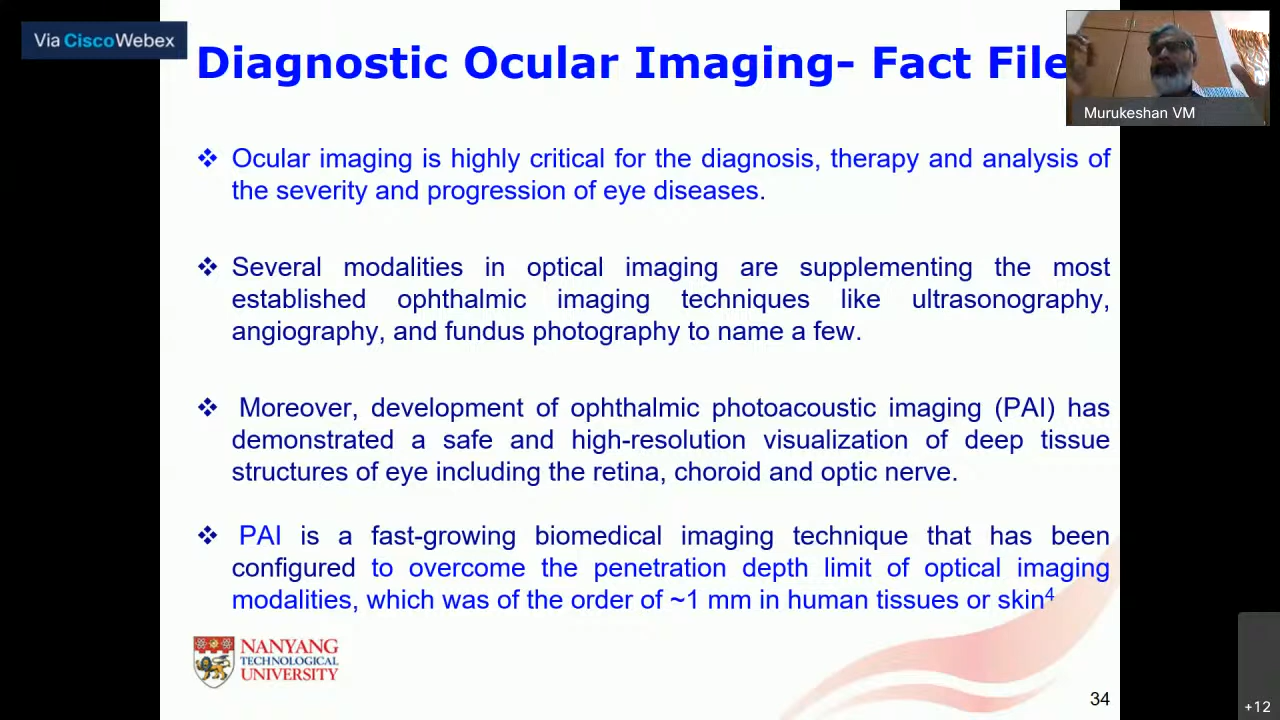 Via CiscoWebex
Diagnostic Ocular Imaging- Fact File
Murukeshan VM
❖ Ocular imaging is highly critical for the diagnosis, therapy and analysis of
the severity and progression of eye diseases.
❖ Several modalities in optical imaging are supplementing the most
established ophthalmic imaging techniques like ultrasonography,
angiography, and fundus photography to name a few.
❖ Moreover, development of ophthalmic photoacoustic imaging (PAI) has
demonstrated a safe and high-resolution visualization of deep tissue
structures of eye including the retina, choroid and optic nerve.
❖ PAI is a fast-growing biomedical imaging technique that has been
configured to overcome the penetration depth limit of optical imaging
modalities, which was of the order of ~1 mm in human tissues or skin⁴
NANYANG
TECHNOLOGICAL
UNIVERSITY
34
+12